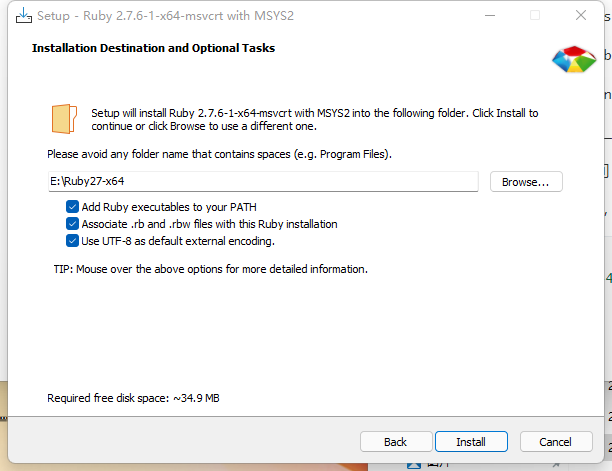 Setup - Ruby 2.7.6-1-x64-msvcrt with MSYS2
Installation Destination and Optional Tasks
Setup will install Ruby 2.7.6-1-x64-msvcrt with MSYS2 into the following folder. Click Install to
continue or click Browse to use a different one.
Please avoid any folder name that contains spaces (e.g. Program Files).
E:\Ruby27-x64
Browse...
Add Ruby executables to your PATH
Associate .rb and .rbw files with this Ruby installation
Use UTF-8 as default external encoding.
TIP: Mouse over the above options for more detailed information.
Required free disk space: ~34.9 MB
Back
Install
Cancel